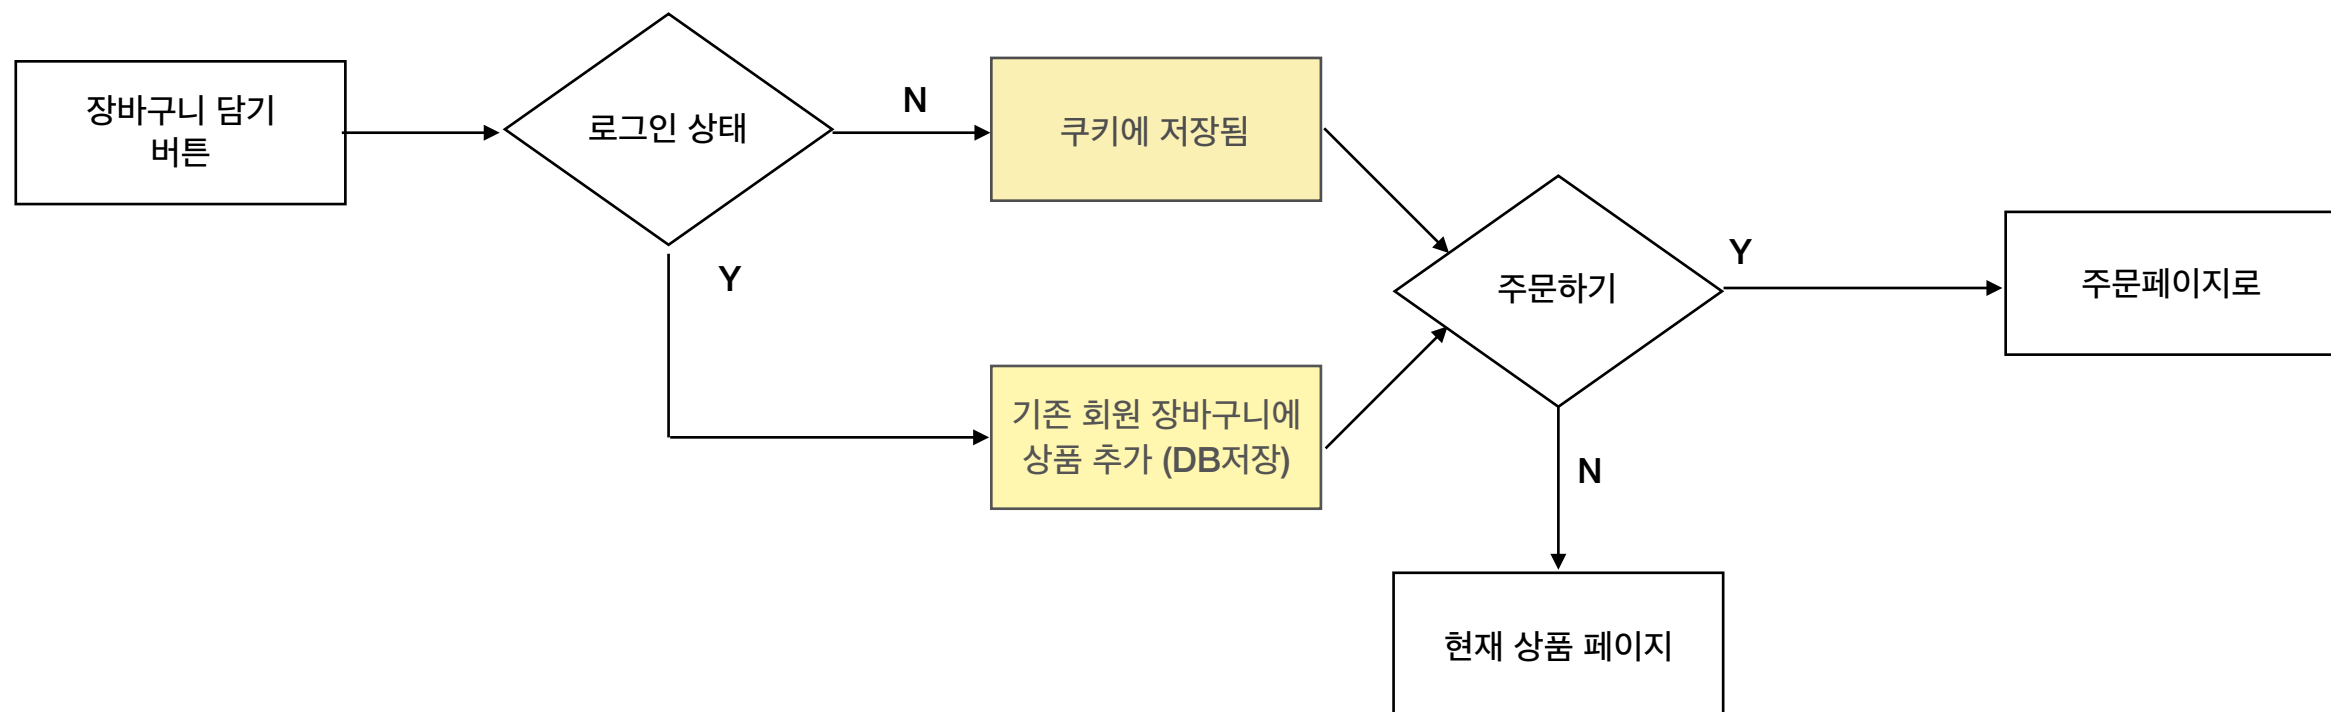 장바구니 담기
버튼
로그인 상태
N
쿠키에 저장됨
Y
기존 회원 장바구니에
상품 추가 (DB저장)
주문하기
Y
주문페이지로
N
현재 상품 페이지